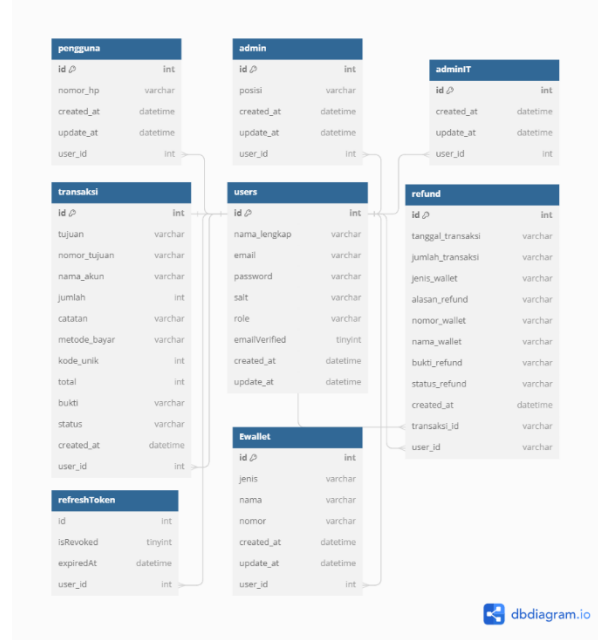 pengguna
id int
nomor_hp varchar
created_at datetime
update_at datetime
user_id int
admin
id int
posisi varchar
created_at datetime
update_at datetime
user_id int
adminIT
id int
created_at datetime
update_at datetime
user_id int
transaksi
id int
tujuan varchar
nomor_tujuan varchar
nama_akun varchar
jumlah int
catatan varchar
metode_bayar varchar
kode_unik int
total int
bukti varchar
status varchar
created_at datetime
user_id int
users
id int
nama_lengkap varchar
email varchar
password varchar
salt varchar
role varchar
emailVerified tinyint
created_at datetime
update_at datetime
refund
id int
tanggal_transaksi varchar
jumlah_transaksi varchar
jenis_wallet varchar
alasan_refund varchar
nomor_wallet varchar
nama_wallet varchar
bukti_refund varchar
status_refund varchar
created_at datetime
transaksi_id varchar
user_id varchar
Ewallet
id int
jenis varchar
nama varchar
nomor varchar
created_at datetime
update_at datetime
user_id int
refreshToken
id int
isRevoked tinyint
expiredAt datetime
user_id int
dbdiagram.io